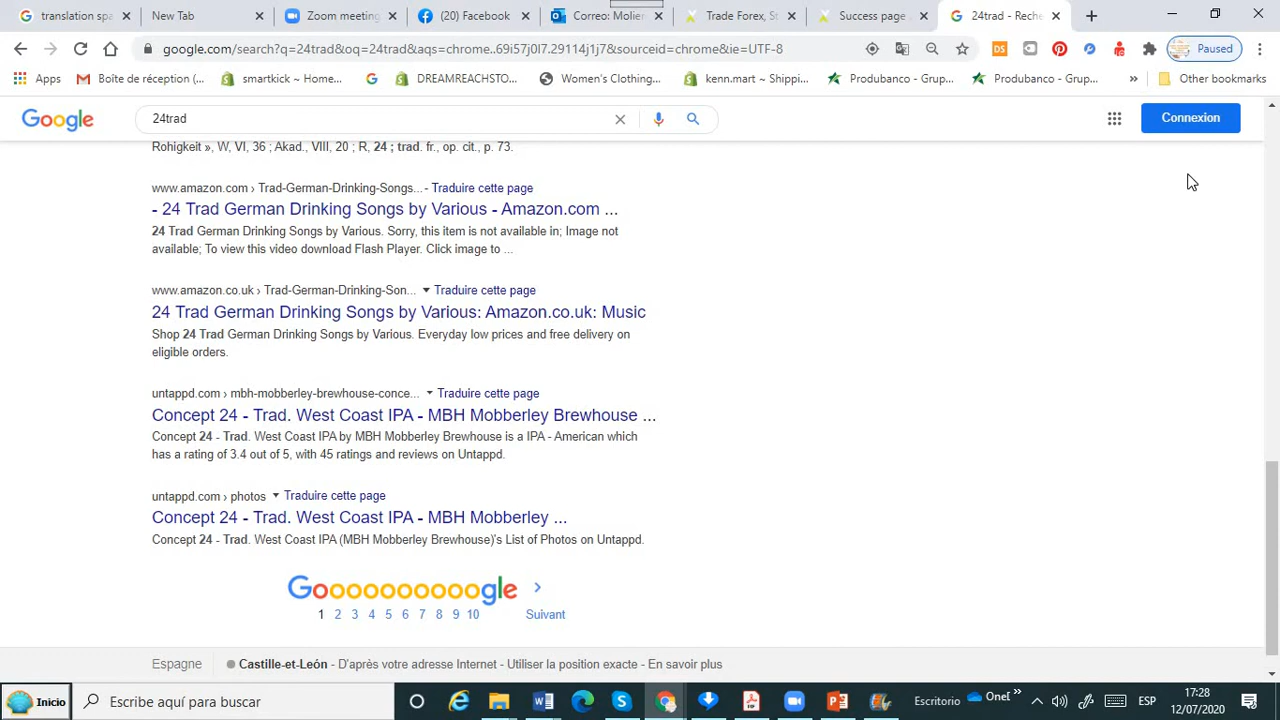 translation spa
New Tab
Zoom meeting
(20) Facebook
Correo: Molier
Trade Forex, St
Success page
24trad - Reche
google.com/search?q=24trad&oq=24trad&aqs=chrome..69i57j0l7.29114j1j7&sourceid=chrome&ie=UTF-8
DS
Paused
Apps
Boîte de réception (...
smartkick ~ Home...
DREAMREACHSTO...
Women's Clothing...
kenn.mart ~ Shippi...
Produbanco - Grup...
Produbanco - Grup...
»
Other bookmarks
Google
24trad
Connexion
Rohigkeit », W, VI, 36 ; Akad., VIII, 20 ; R, 24 ; trad. fr., op. cit., p. 73.
www.amazon.com › Trad-German-Drinking-Songs... - Traduire cette page
- 24 Trad German Drinking Songs by Various - Amazon.com ...
24 Trad German Drinking Songs by Various. Sorry, this item is not available in; Image not
available; To view this video download Flash Player. Click image to ...
www.amazon.co.uk › Trad-German-Drinking-Son... Traduire cette page
24 Trad German Drinking Songs by Various: Amazon.co.uk: Music
Shop 24 Trad German Drinking Songs by Various. Everyday low prices and free delivery on
eligible orders.
untappd.com › mbh-mobberley-brewhouse-conce... Traduire cette page
Concept 24 - Trad. West Coast IPA - MBH Mobberley Brewhouse ...
Concept 24 - Trad. West Coast IPA by MBH Mobberley Brewhouse is a IPA - American which
has a rating of 3.4 out of 5, with 45 ratings and reviews on Untappd.
untappd.com › photos Traduire cette page
Concept 24 - Trad. West Coast IPA - MBH Mobberley ...
Concept 24 - Trad. West Coast IPA (MBH Mobberley Brewhouse)'s List of Photos on Untappd.
Goooooooooogle >
1 2 3 4 5 6 7 8 9 10 Suivant
Espagne
Castille-et-León - D'après votre adresse Internet - Utiliser la position exacte - En savoir plus
Inicio
Escribe aquí para buscar
Escritorio
OneD
»
ESP
17:28
12/07/2020